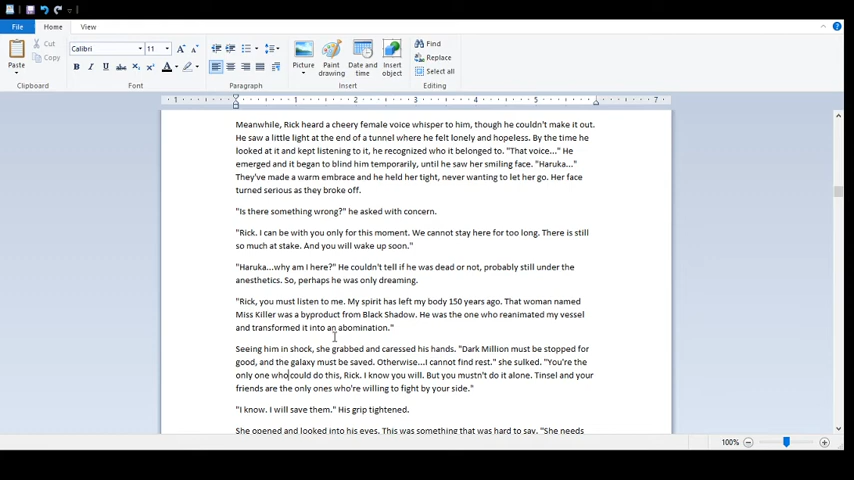 File Home View
Cut
Copy
Paste
Clipboard
Calibri 11
B I U abc X₂ X² A
Font
Paragraph
Picture
Paint drawing
Date and time
Insert object
Insert
Find
Replace
Select all
Editing
1 1 2 3 4 5 7
Meanwhile, Rick heard a cheery female voice whisper to him, though he couldn't make it out.
He saw a little light at the end of a tunnel where he felt lonely and hopeless. By the time he
looked at it and kept listening to it, he recognized who it belonged to. "That voice..." He
emerged and it began to blind him temporarily, until he saw her smiling face. "Haruka..."
They've made a warm embrace and he held her tight, never wanting to let her go. Her face
turned serious as they broke off.
"Is there something wrong?" he asked with concern.
"Rick. I can be with you only for this moment. We cannot stay here for too long. There is still
so much at stake. And you will wake up soon."
"Haruka...why am I here?" He couldn't tell if he was dead or not, probably still under the
anesthetics. So, perhaps he was only dreaming.
"Rick, you must listen to me. My spirit has left my body 150 years ago. That woman named
Miss Killer was a byproduct from Black Shadow. He was the one who reanimated my vessel
and transformed it into an abomination."
Seeing him in shock, she grabbed and caressed his hands. "Dark Million must be stopped for
good, and the galaxy must be saved. Otherwise...I cannot find rest." she sulked. "You're the
only one who could do this, Rick. I know you will. But you mustn't do it alone. Tinsel and your
friends are the only ones who're willing to fight by your side."
"I know. I will save them." His grip tightened.
She opened and looked into his eyes. This was something that was hard to say. "She needs
100%